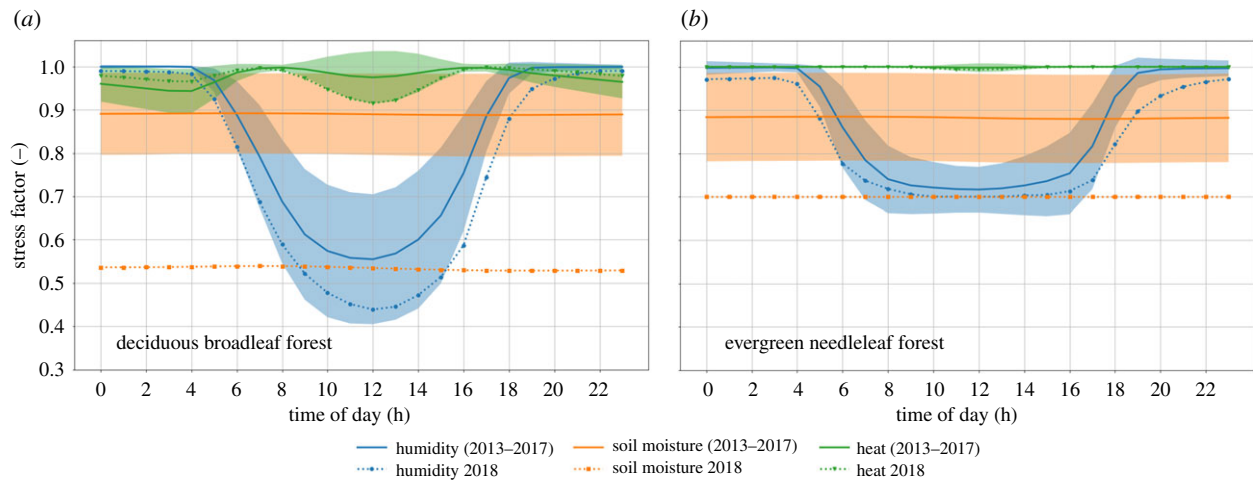 (a)
(b)
stress factor (–)
1.0
0.9
0.8
0.7
0.6
0.5
0.4
0.3
deciduous broadleaf forest
evergreen needleleaf forest
0 2 4 6 8 10 12 14 16 18 20 22
0 2 4 6 8 10 12 14 16 18 20 22
time of day (h)
time of day (h)
humidity (2013–2017) soil moisture (2013–2017) heat (2013–2017)
humidity 2018 soil moisture 2018 heat 2018